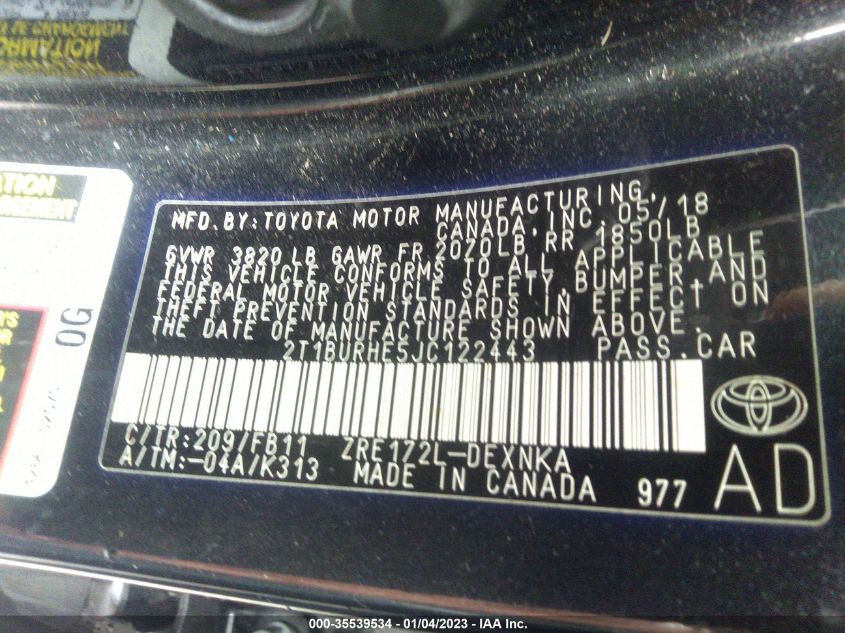 ATION
MFD.BY:TOYOTA MOTOR MANUFACTURING,
CANADA, INC. 05/18
GVWR 3820 LB GAWR FR 2070LB,RR 1850LB
THIS VEHICLE CONFORMS TO ALL APPLICABLE
FEDERAL MOTOR VEHICLE SAFETY,BUMPER,AND
THEFT PREVENTION STANDARDS IN EFFECT ON
THE DATE OF MANUFACTURE SHOWN ABOVE.
2T1BURHE5JC122443 PASS.CAR
C/TR:209/FB11 ZRE172L-DEXNKA
A/TM:-04A/K313 MADE IN CANADA 977
AD
OG
000-35539534 - 01/04/2023 - IAA Inc.